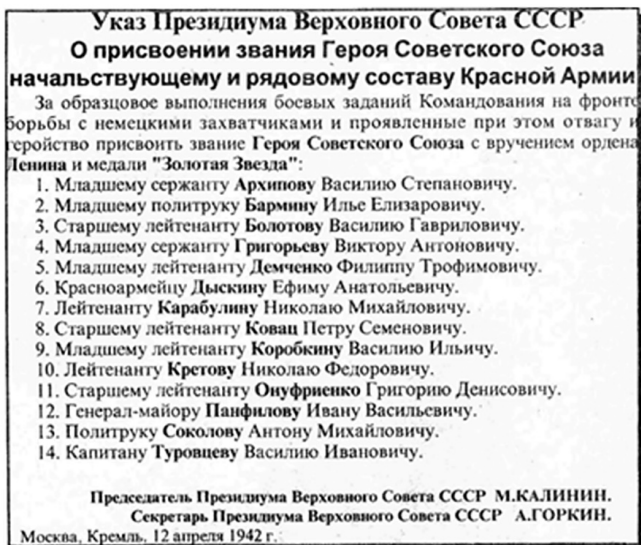 Указ Президиума Верховного Совета СССР
О присвоении звания Героя Советского Союза
начальствующему и рядовому составу Красной Армии
За образцовое выполнения боевых заданий Командования на фронте
борьбы с немецкими захватчиками и проявленные при этом отвагу и
геройство присвоить звание Героя Советского Союза с вручением ордена
Ленина и медали "Золотая Звезда":
1. Младшему сержанту Архипову Василию Степановичу.
2. Младшему политруку Бармину Илье Елизаровичу.
3. Старшему лейтенанту Болотову Василию Гавриловичу.
4. Младшему сержанту Григорьеву Виктору Антоновичу.
5. Младшему лейтенанту Демченко Филиппу Трофимовичу.
6. Красноармейцу Дыскину Ефиму Анатольевичу.
7. Лейтенанту Карабулину Николаю Михайловичу.
8. Старшему лейтенанту Ковац Петру Семеновичу.
9. Младшему лейтенанту Коробкину Василию Ильичу.
10. Лейтенанту Кретову Николаю Федоровичу.
11. Старшему лейтенанту Онуфриенко Григорию Денисовичу.
12. Генерал-майору Панфилову Ивану Васильевичу.
13. Политруку Соколову Антону Михайловичу.
14. Капитану Туровцеву Василию Ивановичу.
Председатель Президиума Верховного Совета СССР М.КАЛИНИН.
Секретарь Президиума Верховного Совета СССР А.ГОРКИН.
Москва, Кремль, 12 апреля 1942 г.